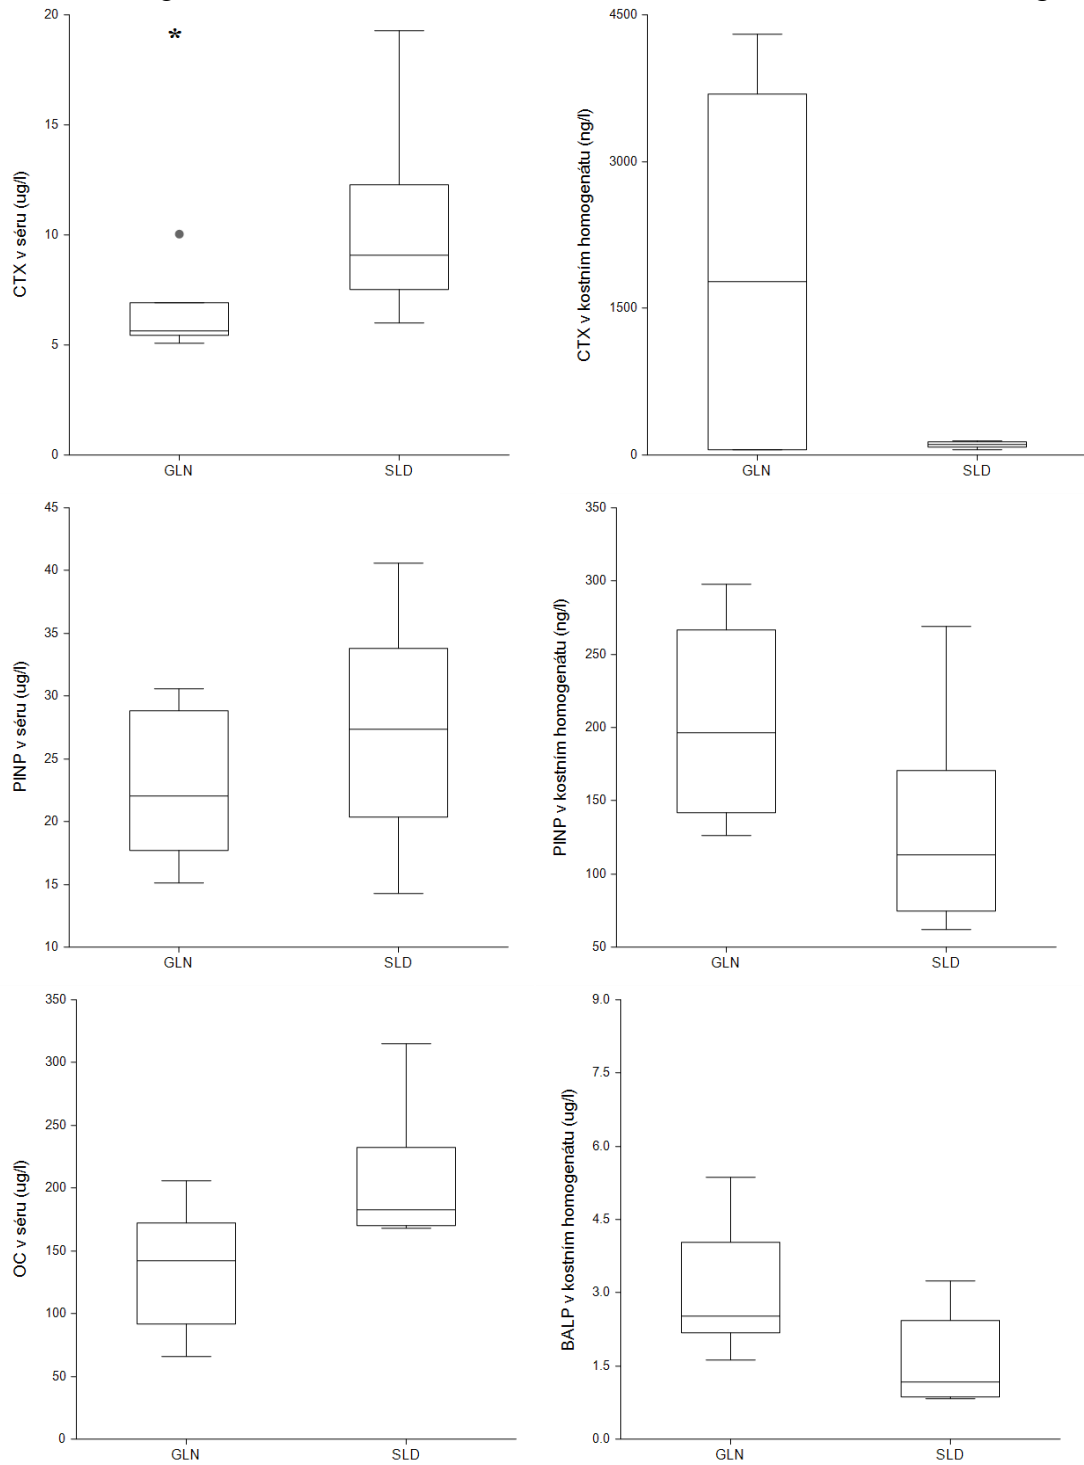 20
15
10
5
0
*
CTX v séru (ug/l)
GLN
SLD
4500
3000
1500
0
CTX v kostním homogenátu (ng/l)
GLN
SLD
45
40
35
30
25
20
15
10
PINP v séru (ug/l)
GLN
SLD
350
300
250
200
150
100
50
PINP v kostním homogenátu (ng/l)
GLN
SLD
350
300
250
200
150
100
50
0
OC v séru (ug/l)
GLN
SLD
9.0
7.5
6.0
4.5
3.0
1.5
0.0
BALP v kostním homogenátu (ug/l)
GLN
SLD